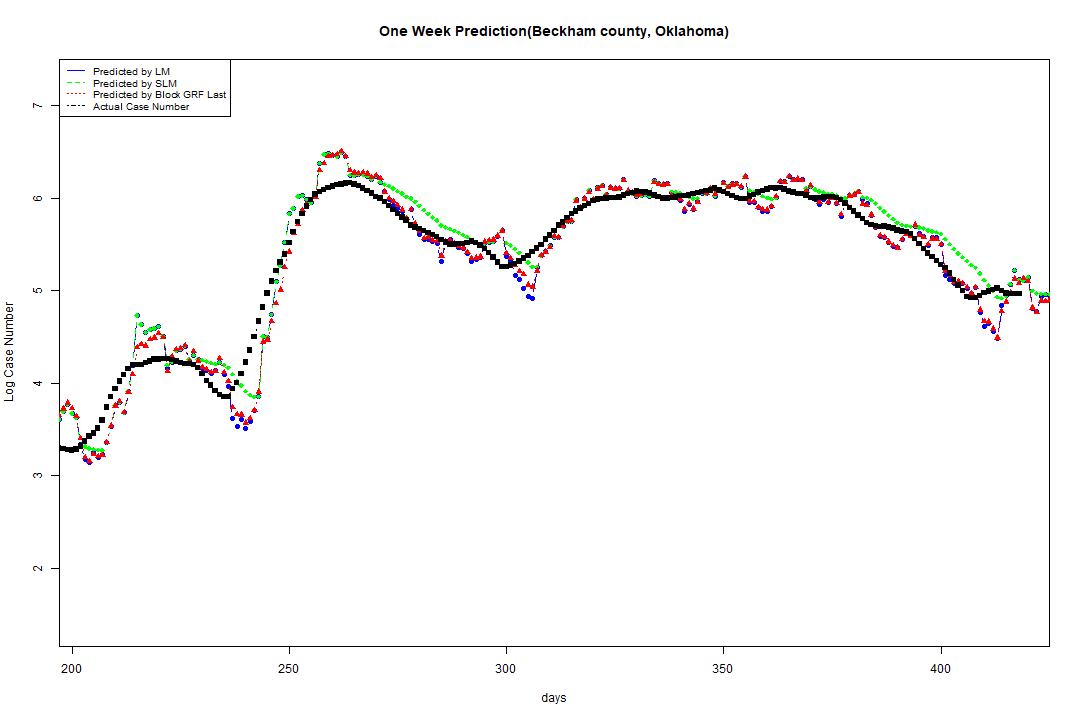 One Week Prediction(Beckham county, Oklahoma)
Predicted by LM
Predicted by SLM
Predicted by Block GRF Last
Actual Case Number
7
6
5
4
3
2
Log Case Number
200 250 300 350 400
days